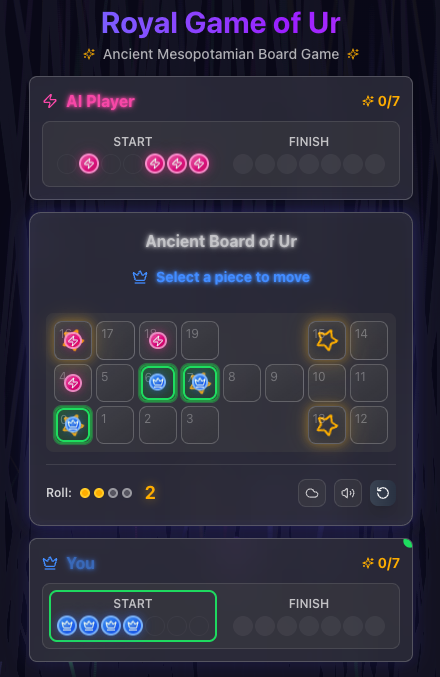 Royal Game of Ur
Ancient Mesopotamian Board Game
AI Player
0/7
START
FINISH
Ancient Board of Ur
Select a piece to move
17 19 14
4 5 8 9 10 11
0 1 2 3 12
Roll: 2
You
0/7
START
FINISH